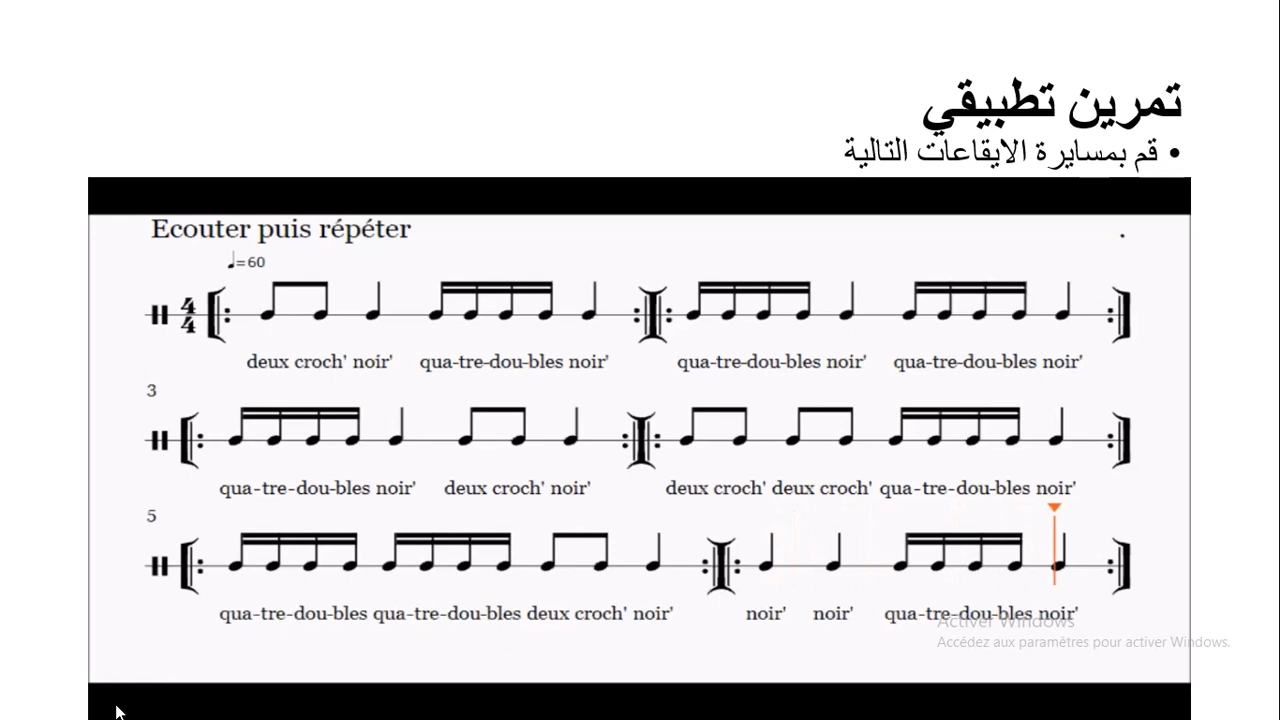 تمرين تطبيقي
• قم بمسايرة الايقاعات التالية
Ecouter puis répéter .
♩=60
4
4
deux croch' noir' qua-tre-dou-bles noir' qua-tre-dou-bles noir' qua-tre-dou-bles noir'
3
qua-tre-dou-bles noir' deux croch' noir' deux croch' deux croch' qua-tre-dou-bles noir'
5
qua-tre-dou-bles qua-tre-dou-bles deux croch' noir' noir' noir' qua-tre-dou-bles noir'
Activer Windows
Accédez aux paramètres pour activer Windows.